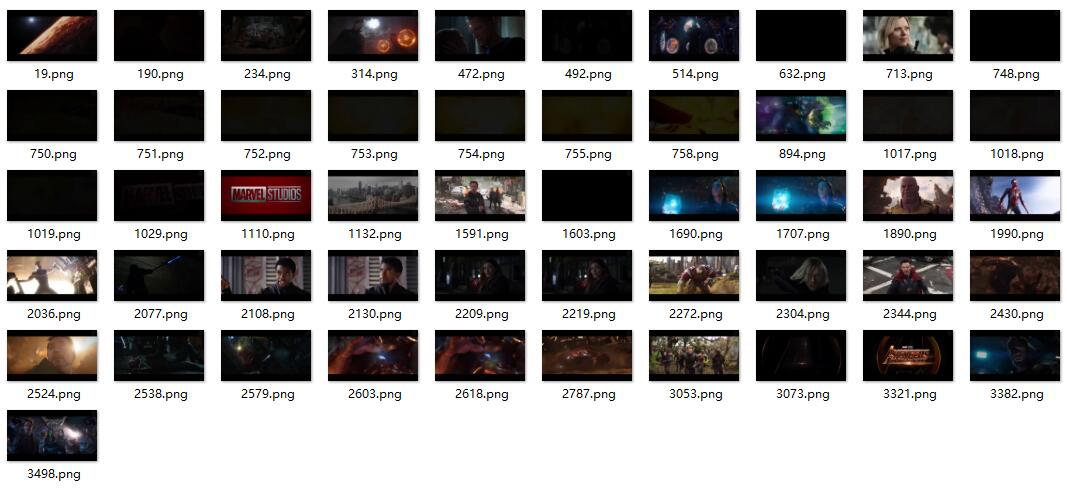 19.png 190.png 234.png 314.png 472.png 492.png 514.png 632.png 713.png 748.png
750.png 751.png 752.png 753.png 754.png 755.png 758.png 894.png 1017.png 1018.png
MARVEL STUDIOS MARVEL STUDIOS
1019.png 1029.png 1110.png 1132.png 1591.png 1603.png 1690.png 1707.png 1890.png 1990.png
2036.png 2077.png 2108.png 2130.png 2209.png 2219.png 2272.png 2304.png 2344.png 2430.png
AVENGERS
2524.png 2538.png 2579.png 2603.png 2618.png 2787.png 3053.png 3073.png 3321.png 3382.png
3498.png